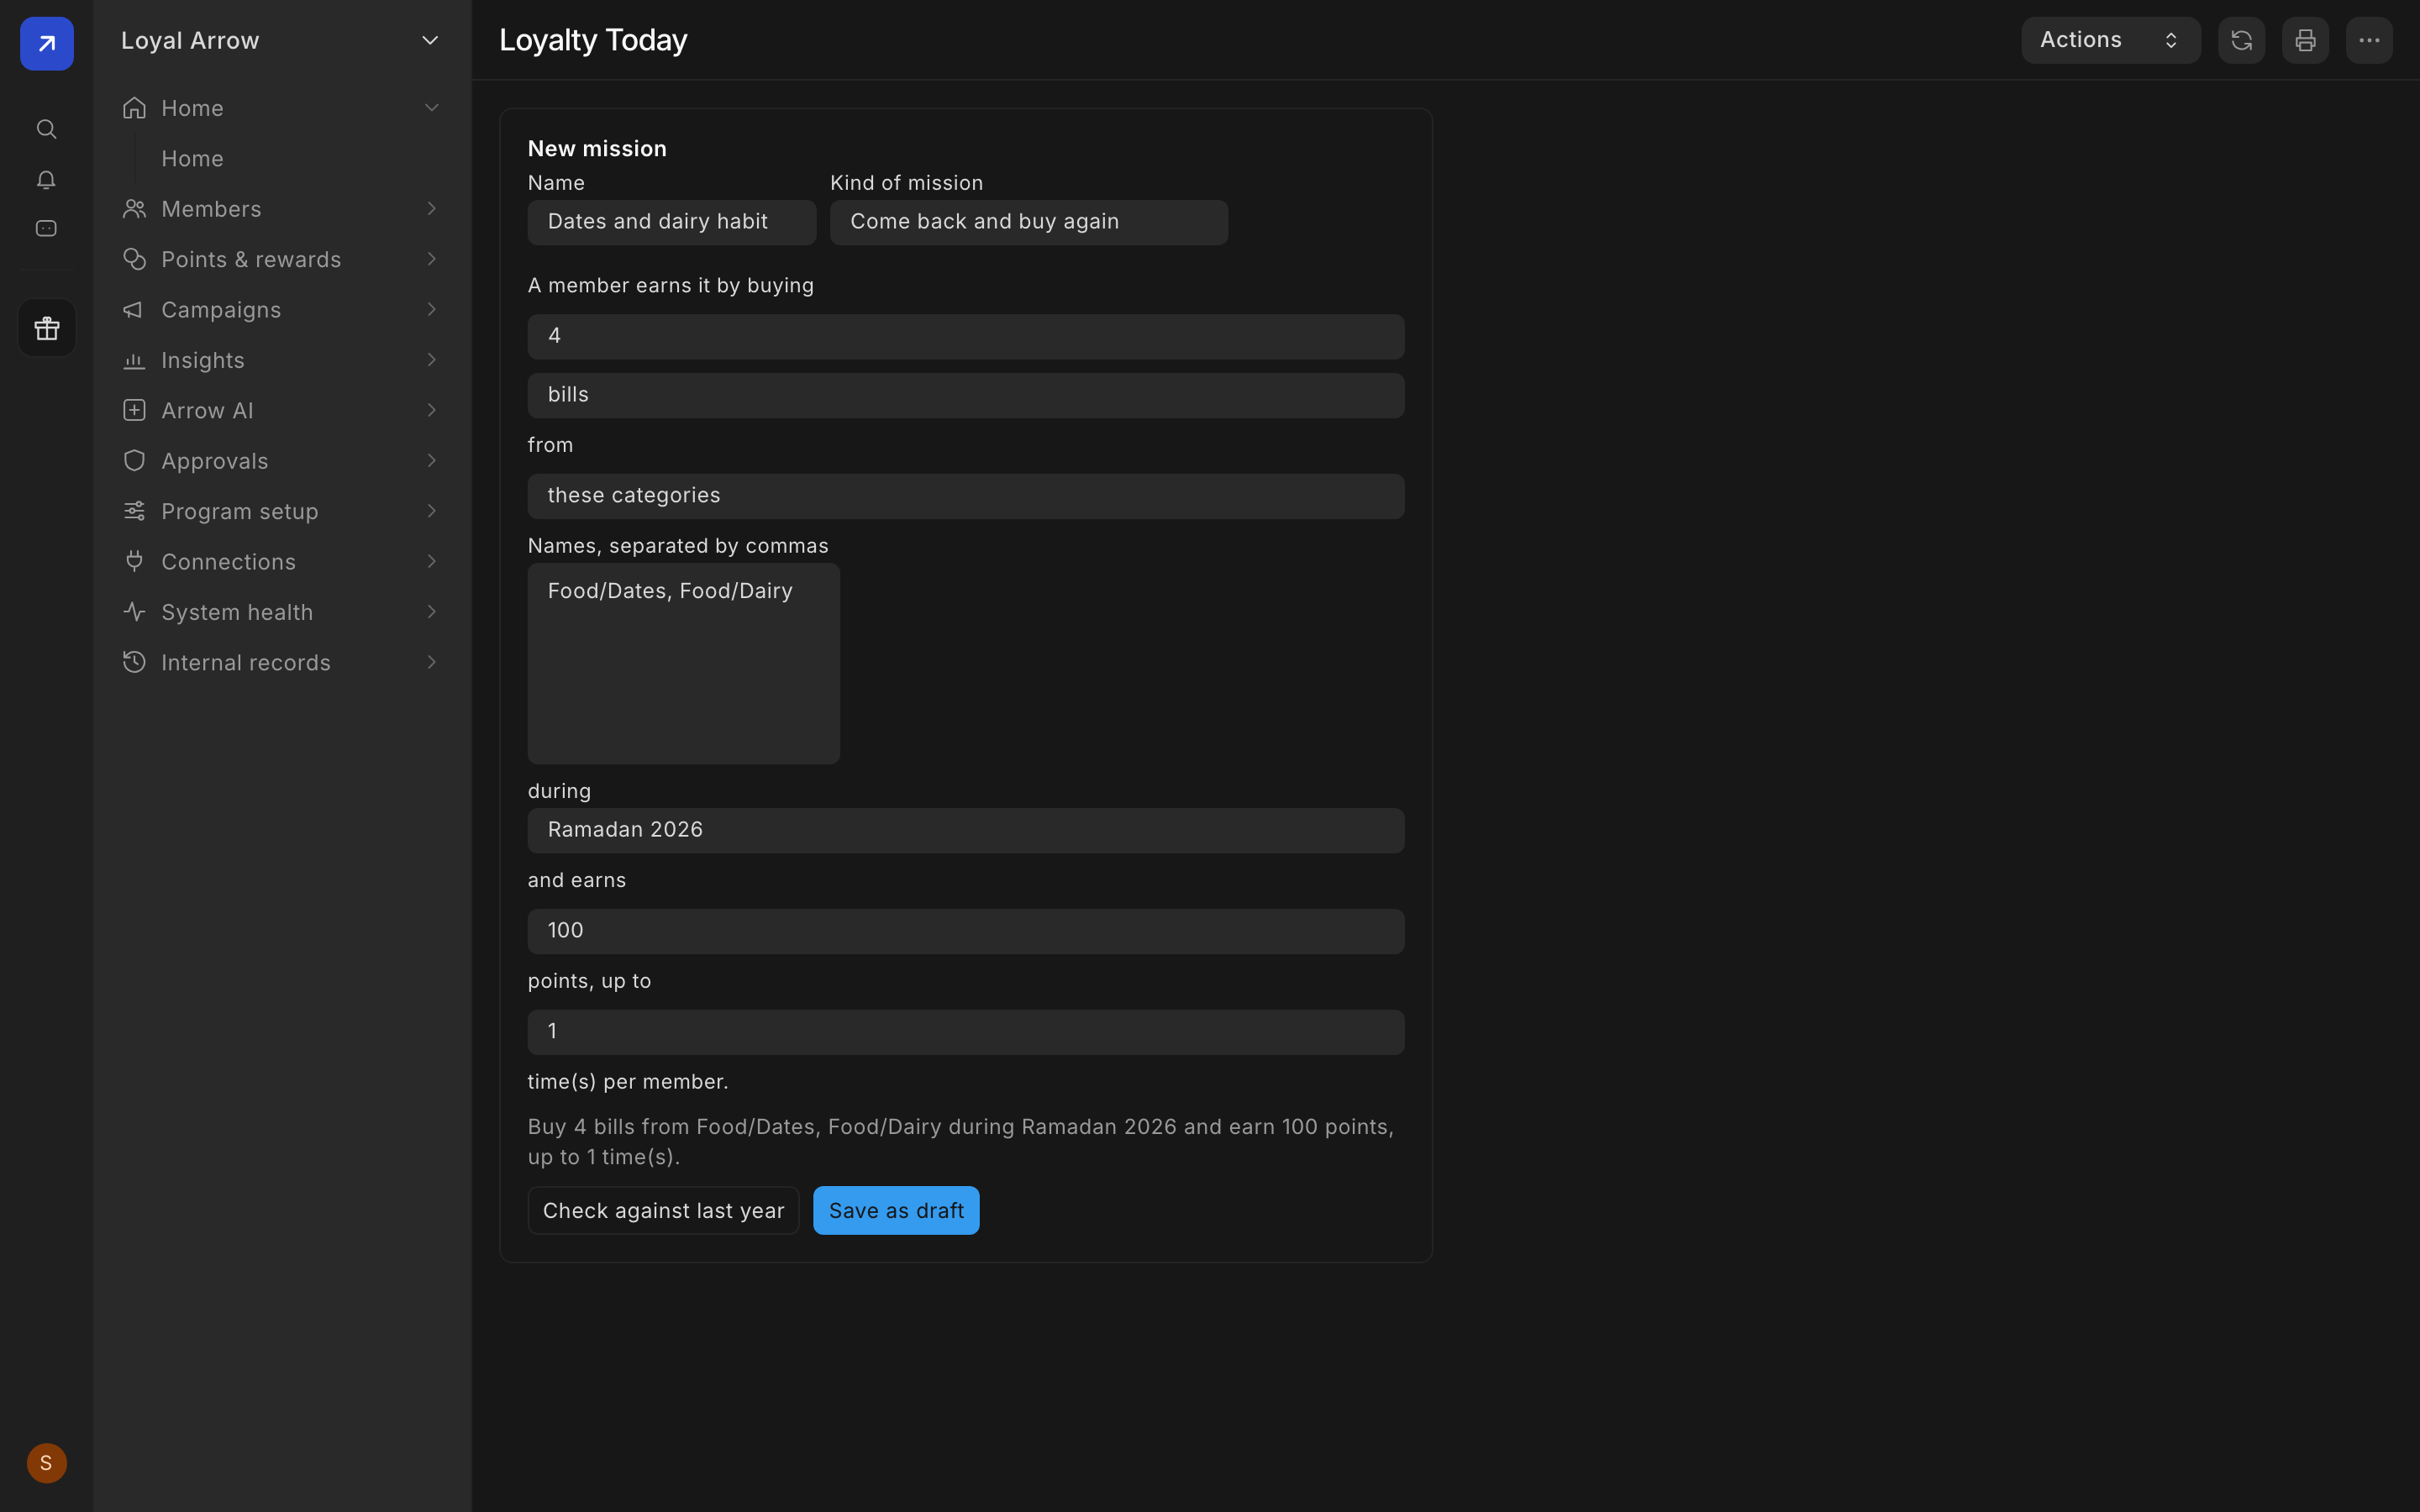 Loyal Arrow
Home
Home
Members
Points & rewards
Campaigns
Insights
Arrow AI
Approvals
Program setup
Connections
System health
Internal records
S
Loyalty Today
Actions
New mission
Name
Kind of mission
Dates and dairy habit
Come back and buy again
A member earns it by buying
4
bills
from
these categories
Names, separated by commas
Food/Dates, Food/Dairy
during
Ramadan 2026
and earns
100
points, up to
1
time(s) per member.
Buy 4 bills from Food/Dates, Food/Dairy during Ramadan 2026 and earn 100 points,
up to 1 time(s).
Check against last year
Save as draft